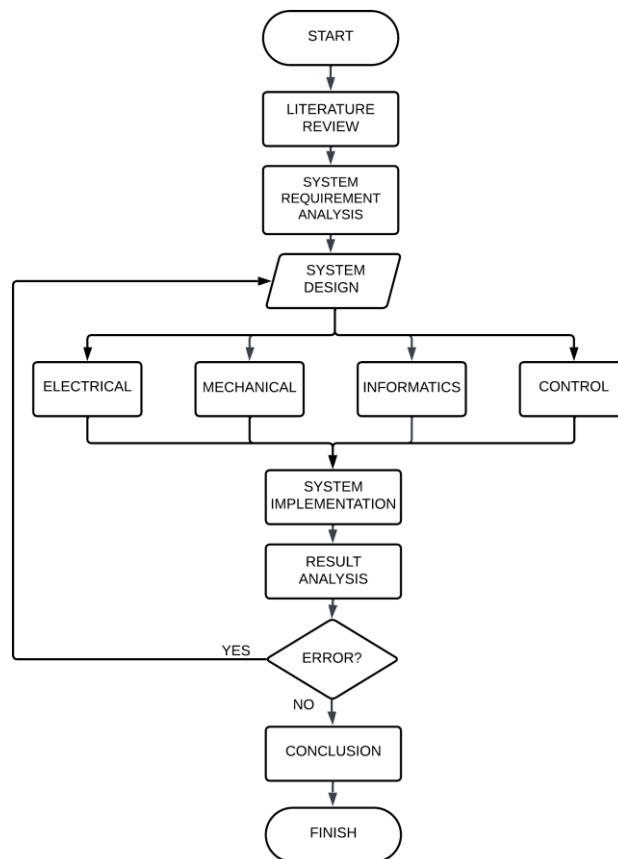 START
LITERATURE
REVIEW
SYSTEM
REQUIREMENT
ANALYSIS
SYSTEM
DESIGN
ELECTRICAL
MECHANICAL
INFORMATICS
CONTROL
SYSTEM
IMPLEMENTATION
RESULT
ANALYSIS
YES
ERROR?
NO
CONCLUSION
FINISH